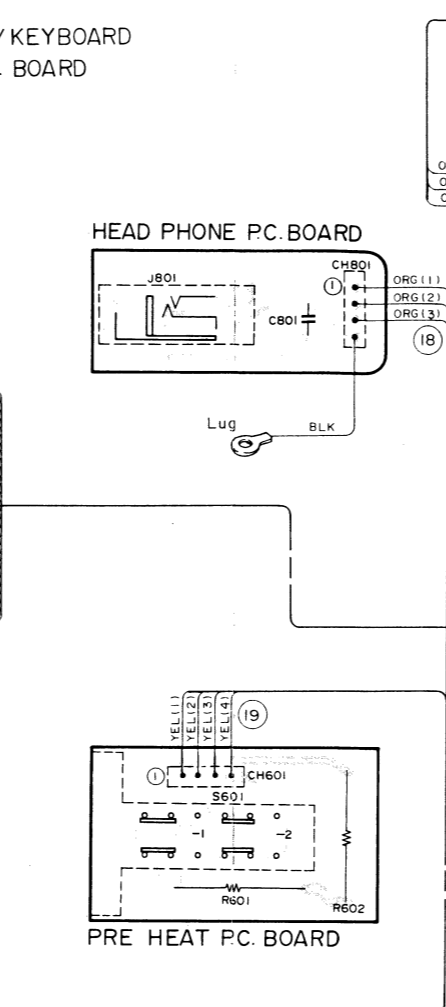 / KEYBOARD
. BOARD
HEAD PHONE P.C. BOARD
CH801
J801
1
ORG(1)
ORG(2)
C801
ORG(3)
18
Lug
BLK
YEL(1)
YEL(2)
YEL(3)
YEL(4)
19
1
CH601
S601
-1
-2
R601
R602
PRE HEAT P.C. BOARD